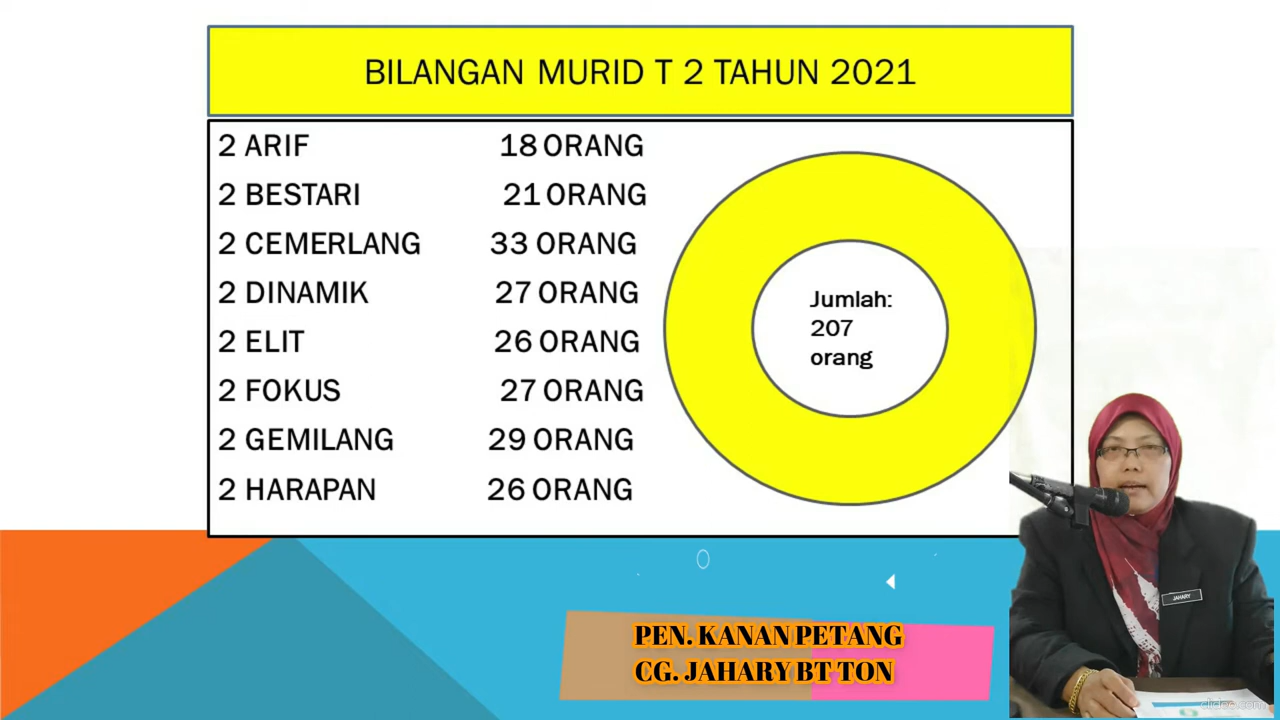 BILANGAN MURID T 2 TAHUN 2021
2 ARIF 18 ORANG
2 BESTARI 21 ORANG
2 CEMERLANG 33 ORANG
2 DINAMIK 27 ORANG
2 ELIT 26 ORANG
2 FOKUS 27 ORANG
2 GEMILANG 29 ORANG
2 HARAPAN 26 ORANG
Jumlah:
207
orang
PEN. KANAN PETANG
CG. JAHARY BT TON
JAHARY